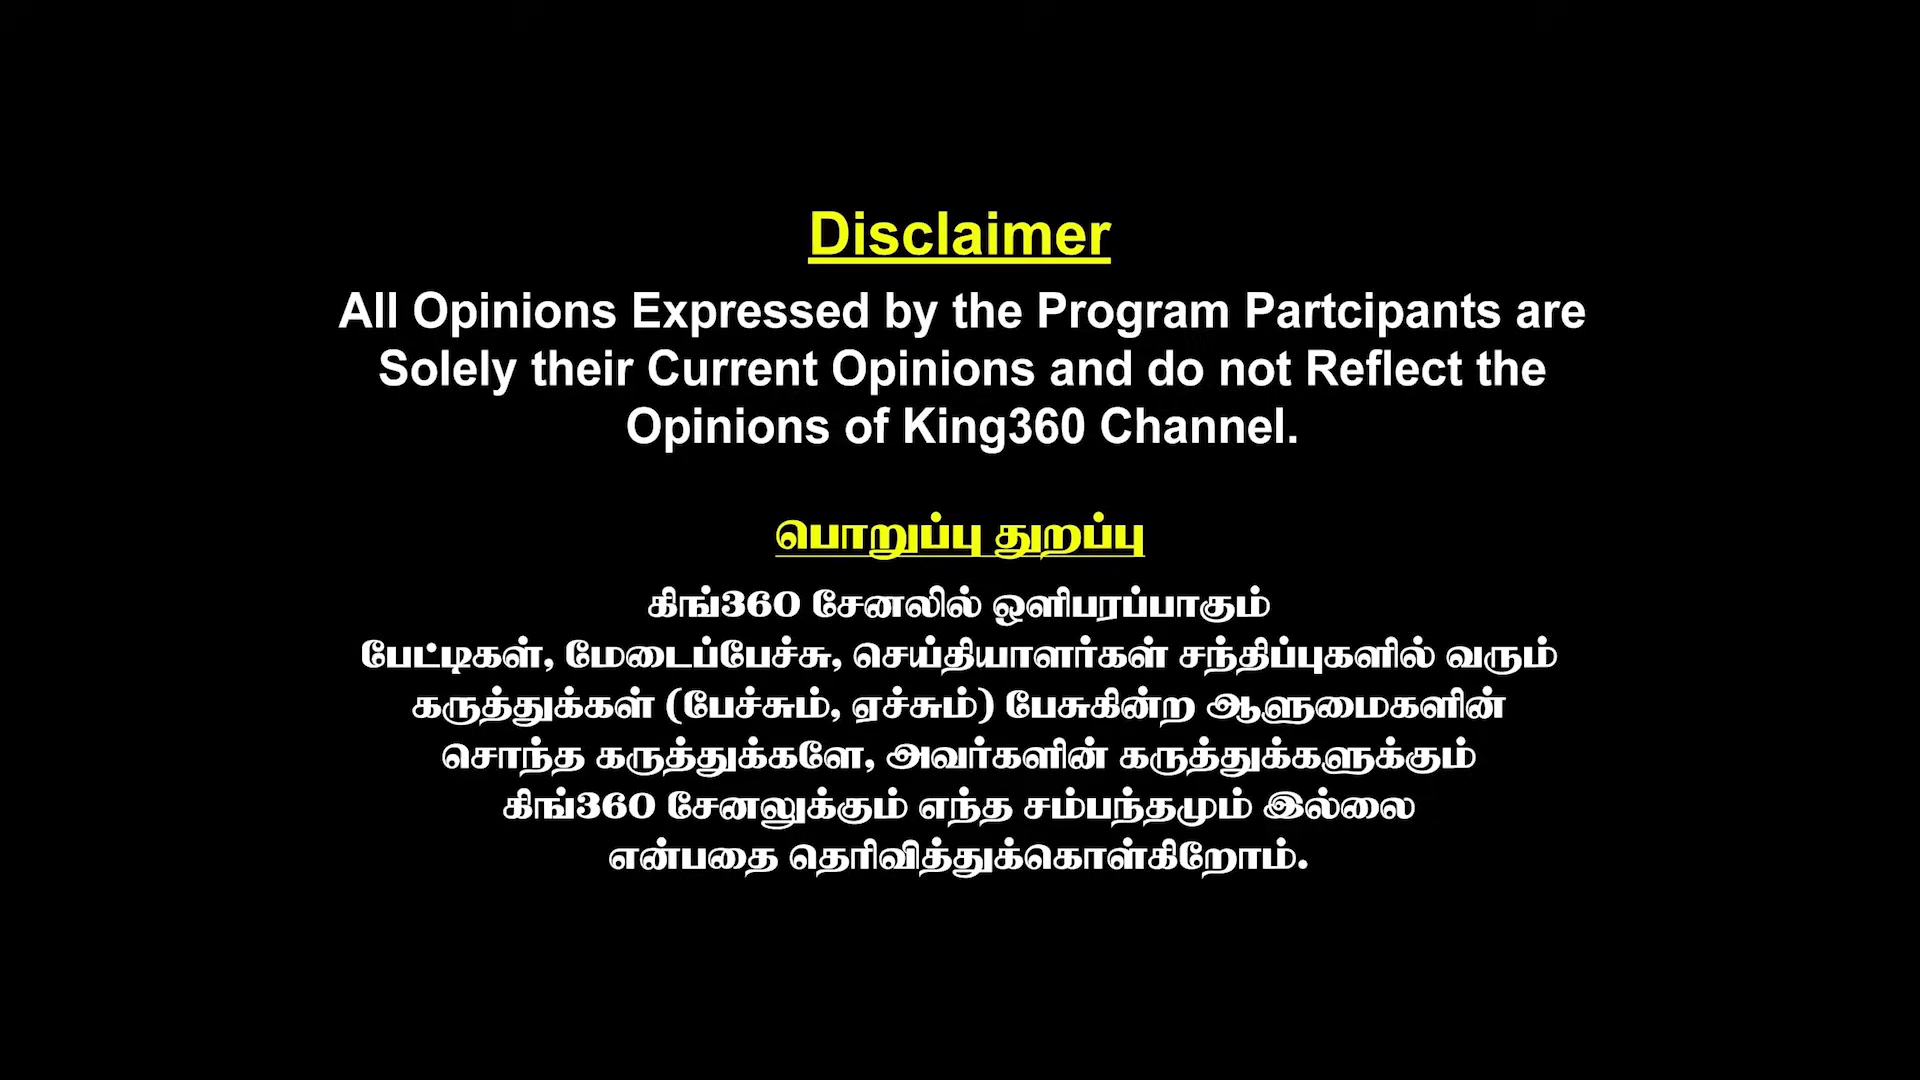 Disclaimer
All Opinions Expressed by the Program Partcipants are
Solely their Current Opinions and do not Reflect the
Opinions of King360 Channel.
பொறுப்பு துறப்பு
கிங்360 சேனலில் ஒளிபரப்பாகும்
பேட்டிகள், மேடைப்பேச்சு, செய்தியாளர்கள் சந்திப்புகளில் வரும்
கருத்துக்கள் (பேச்சும், ஏச்சும்) பேசுகின்ற ஆளுமைகளின்
சொந்த கருத்துக்களே, அவர்களின் கருத்துக்களுக்கும்
கிங்360 சேனலுக்கும் எந்த சம்பந்தமும் இல்லை
என்பதை தெரிவித்துக்கொள்கிறோம்.